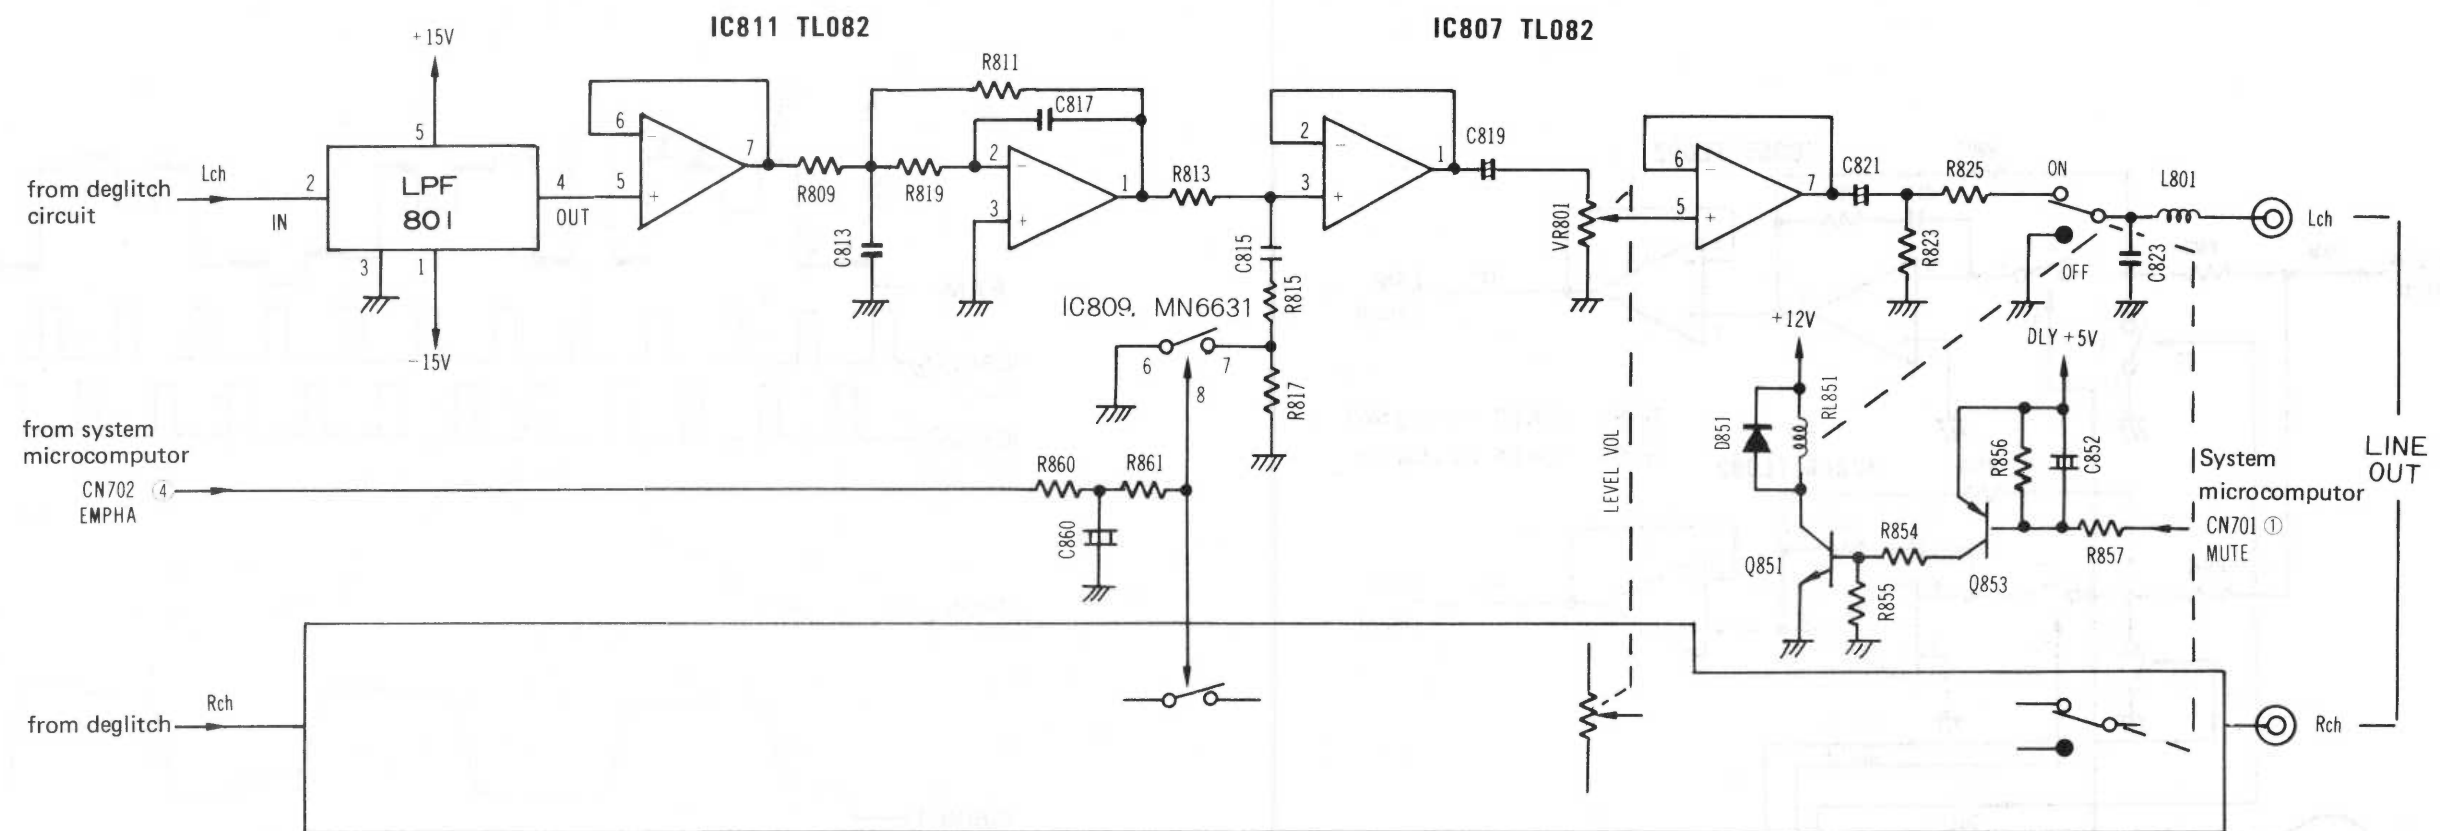 IC811 TL082
IC807 TL082
+15V
R811
C817
C819
6
7
5
2
1
3
R809
R819
R813
2
3
1
6
5
7
C821
R825
ON
L801
Lch
from deglitch
circuit
Lch
2
IN
5
LPF
801
4
OUT
3
1
-15V
C813
C815
R815
VR801
R823
OFF
C823
IC809. MN6631
6
7
8
R817
+12V
DLY +5V
D851
RL851
R856
C852
LEVEL VOL
LINE
OUT
from system
microcomputor
CN702 ④
EMPHA
R860
R861
C860
System
microcomputor
CN701 ①
MUTE
R857
R854
Q851
R855
Q853
Rch
from deglitch
Rch